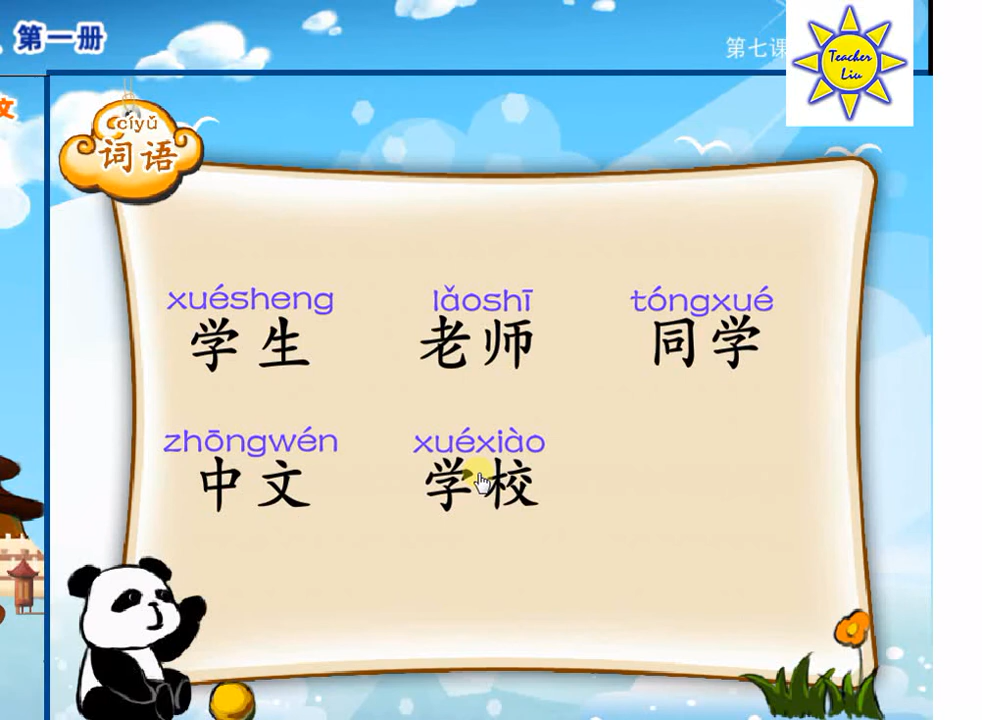 第一册
第七课
Teacher
Liu
文
cíyǔ
词语
xuésheng lǎoshī tóngxué
学生 老师 同学
zhōngwén xuéxiào
中文 学校